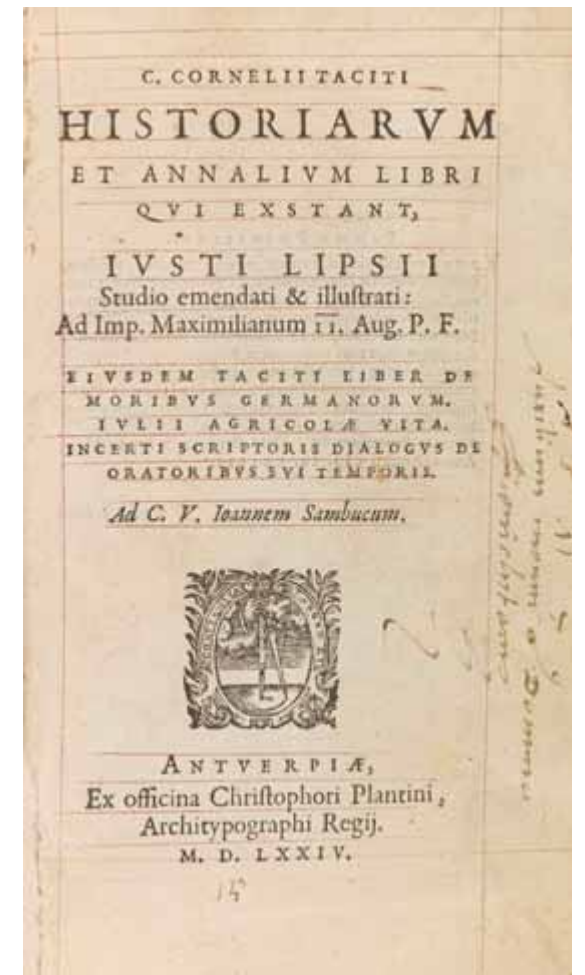 C. CORNELII TACITI
HISTORIARVM
ET ANNALIVM LIBRI
QVI EXSTANT,
IVSTI LIPSII
Studio emendati & illuſtrati:
Ad Imp. Maximilianum II. Aug. P. F.
EIVSDEM TACITI LIBER DE
MORIBVS GERMANORVM.
IVLII AGRICOLÆ VITA.
INCERTI SCRIPTORIS DIALOGVS DE
ORATORIBVS SVI TEMPORIS.
Ad C. V. Ioannem Sambucum.
ANTVERPIÆ,
Ex officina Chriſtophori Plantini,
Architypographi Regij.
M. D. LXXIV.